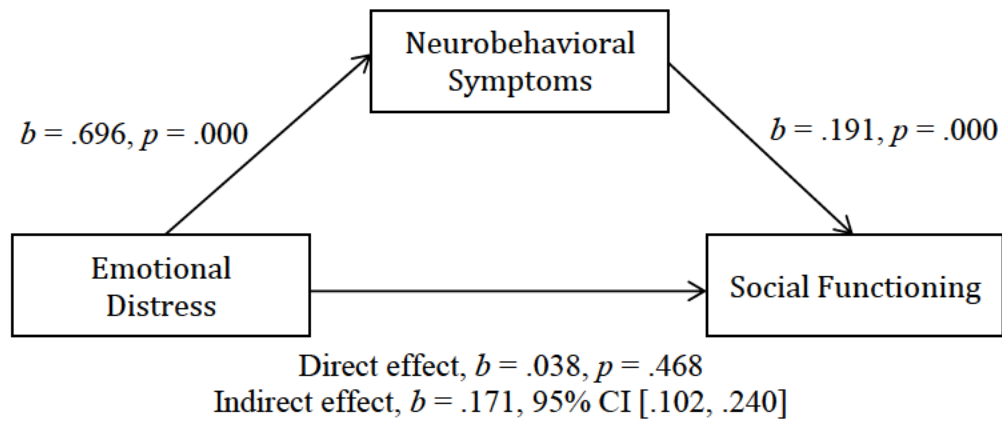 Neurobehavioral
Symptoms
b = .696, p = .000
b = .191, p = .000
Emotional
Distress
Social Functioning
Direct effect, b = .038, p = .468
Indirect effect, b = .171, 95% CI [.102, .240]